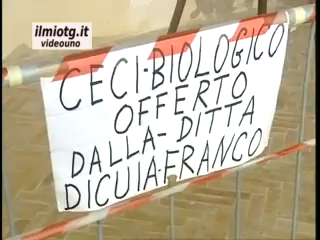 ilmiotg.it
videouno
CECI-BIOLOGICO
OFFERTO
DALLA-DITTA
DICUIA-FRANCO